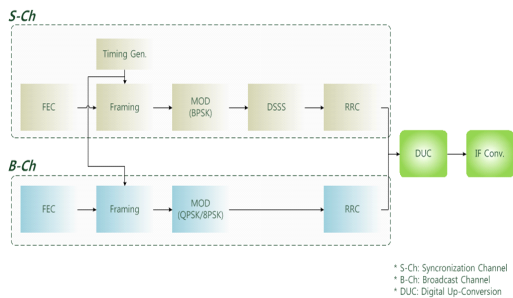 S-Ch
Timing Gen.
FEC
Framing
MOD
(BPSK)
DSSS
RRC
DUC
IF Conv.
B-Ch
FEC
Framing
MOD
(QPSK/8PSK)
RRC
* S-Ch: Syncronization Channel
* B-Ch: Broadcast Channel
* DUC: Digital Up-Conversion